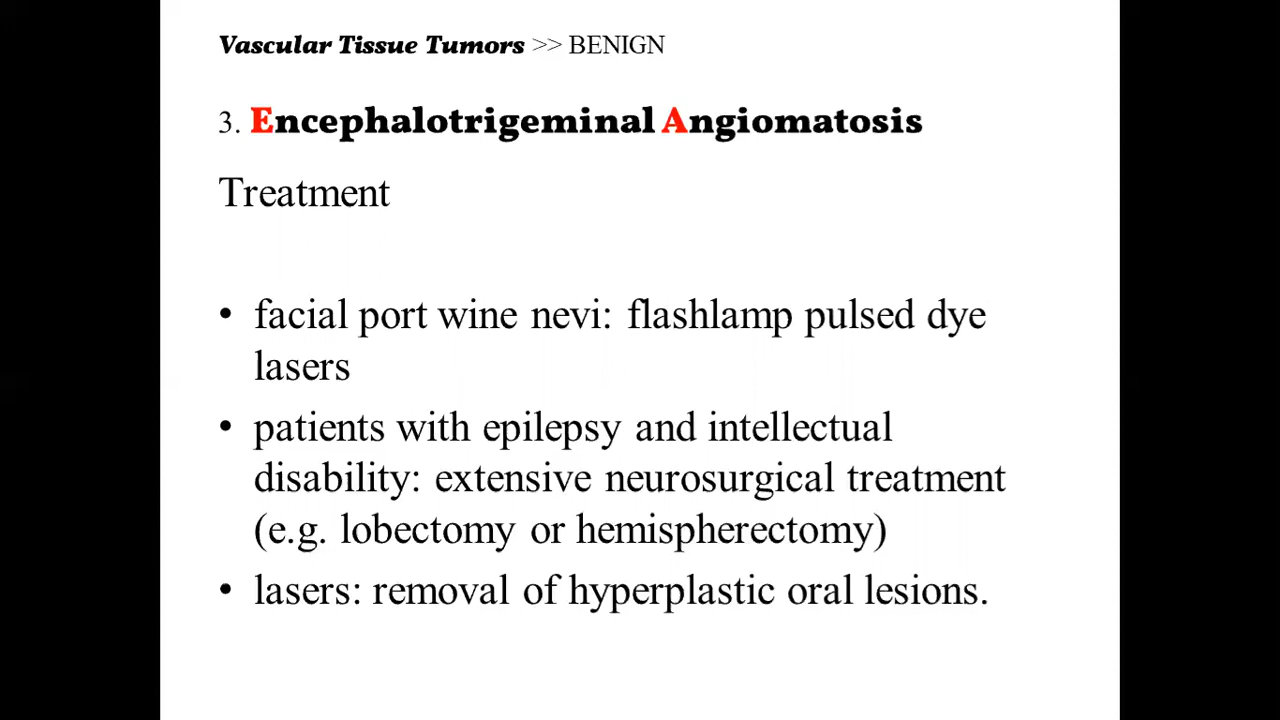 Vascular Tissue Tumors >> BENIGN
3. Encephalotrigeminal Angiomatosis
Treatment
• facial port wine nevi: flashlamp pulsed dye
lasers
• patients with epilepsy and intellectual
disability: extensive neurosurgical treatment
(e.g. lobectomy or hemispherectomy)
• lasers: removal of hyperplastic oral lesions.